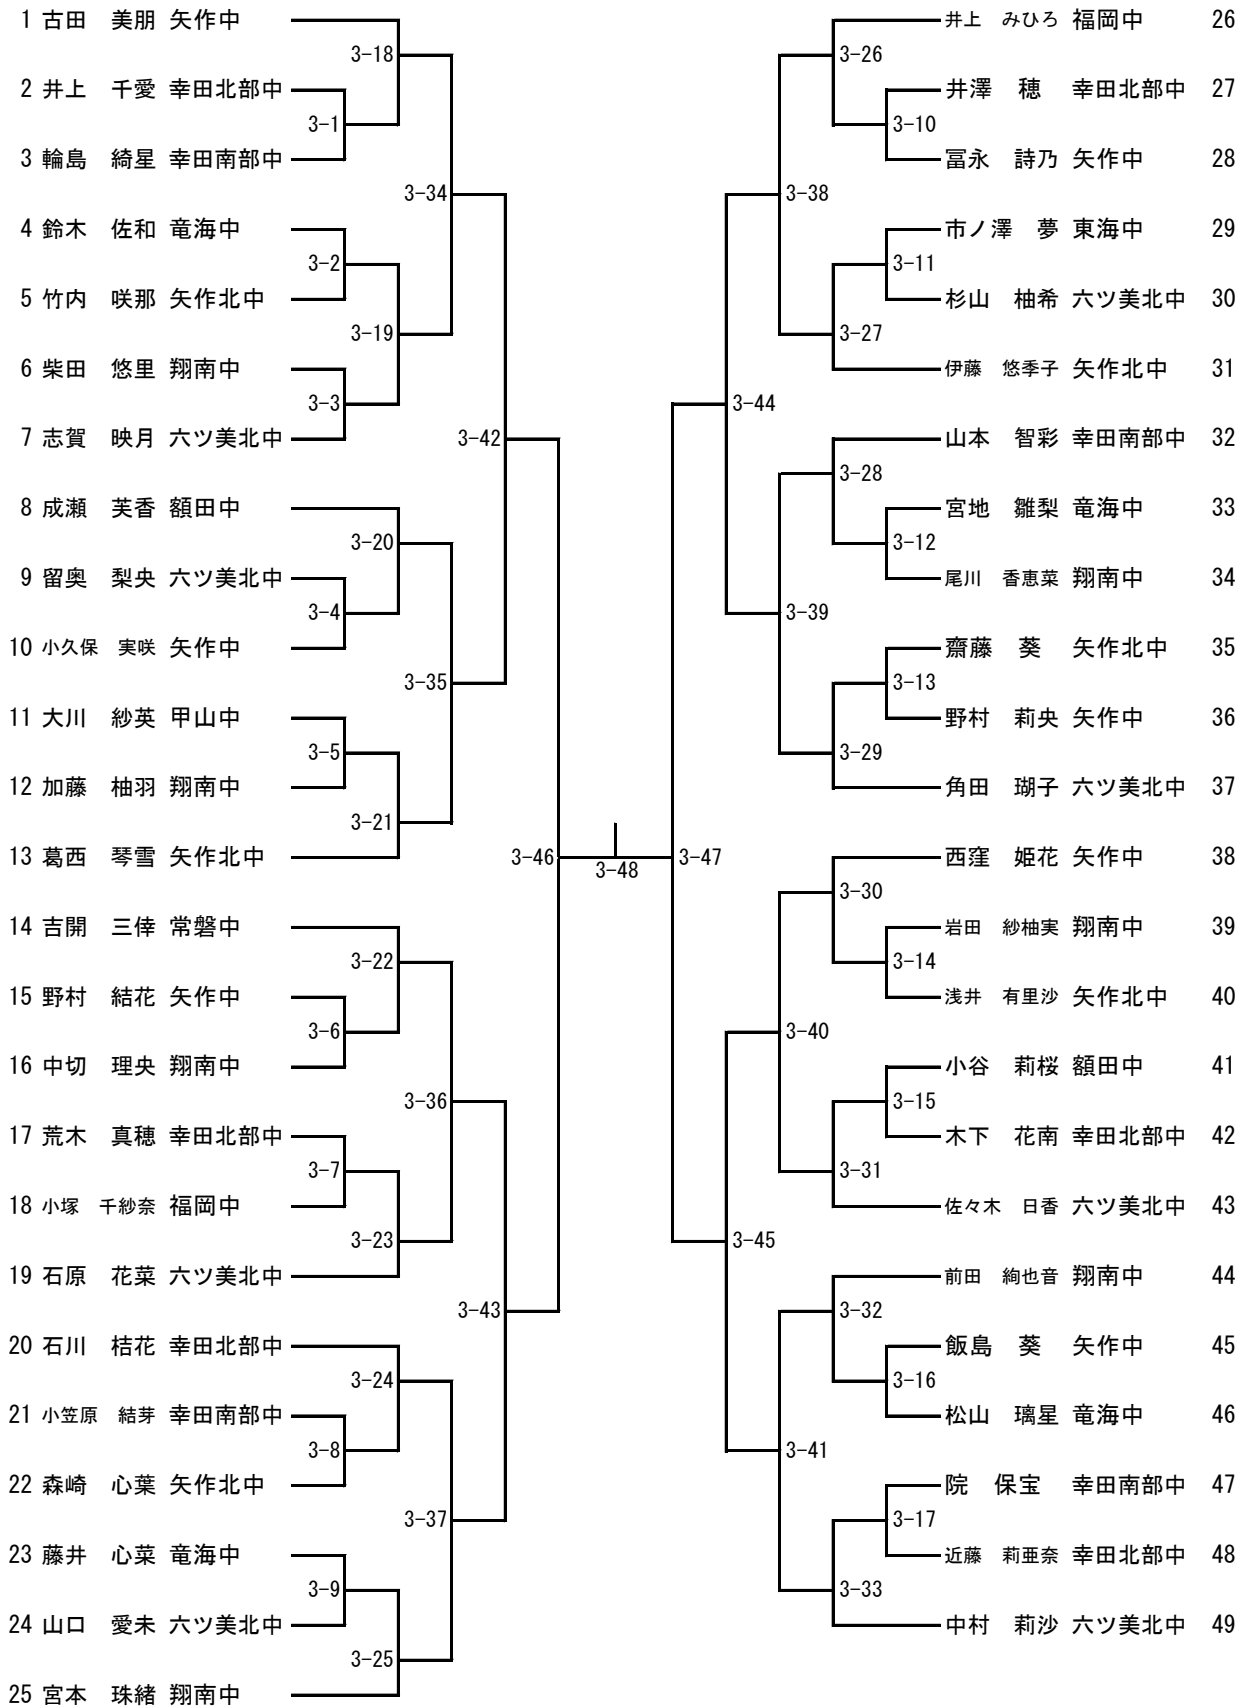 1 古田　美朋 矢作中
3-18
2 井上　千愛 幸田北部中
3-1
3 輪島　綺星 幸田南部中
3-34
4 鈴木　佐和 竜海中
3-2
5 竹内　咲那 矢作北中
3-19
6 柴田　悠里 翔南中
3-3
7 志賀　映月 六ツ美北中
3-42
8 成瀬　芙香 額田中
3-20
9 留奥　梨央 六ツ美北中
3-4
10 小久保　実咲 矢作中
3-35
11 大川　紗英 甲山中
3-5
12 加藤　柚羽 翔南中
3-21
13 葛西　琴雪 矢作北中
3-46
14 吉開　三倖 常磐中
3-22
15 野村　結花 矢作中
3-6
16 中切　理央 翔南中
3-36
17 荒木　真穂 幸田北部中
3-7
18 小塚　千紗奈 福岡中
3-23
19 石原　花菜 六ツ美北中
3-43
20 石川　桔花 幸田北部中
3-24
21 小笠原　結芽 幸田南部中
3-8
22 森崎　心葉 矢作北中
3-37
23 藤井　心菜 竜海中
3-9
24 山口　愛未 六ツ美北中
3-25
25 宮本　珠緒 翔南中
3-48
井上　みひろ 福岡中 26
3-26
井澤　穂 幸田北部中 27
3-10
冨永　詩乃 矢作中 28
3-38
市ノ澤　夢 東海中 29
3-11
杉山　柚希 六ツ美北中 30
3-27
伊藤　悠季子 矢作北中 31
3-44
山本　智彩 幸田南部中 32
3-28
宮地　雛梨 竜海中 33
3-12
尾川　香恵菜 翔南中 34
3-39
齋藤　葵 矢作北中 35
3-13
野村　莉央 矢作中 36
3-29
角田　瑚子 六ツ美北中 37
3-47
西窪　姫花 矢作中 38
3-30
岩田　紗柚実 翔南中 39
3-14
浅井　有里沙 矢作北中 40
3-40
小谷　莉桜 額田中 41
3-15
木下　花南 幸田北部中 42
3-31
佐々木　日香 六ツ美北中 43
3-45
前田　絢也音 翔南中 44
3-32
飯島　葵 矢作中 45
3-16
松山　璃星 竜海中 46
3-41
院　保宝 幸田南部中 47
3-17
近藤　莉亜奈 幸田北部中 48
3-33
中村　莉沙 六ツ美北中 49